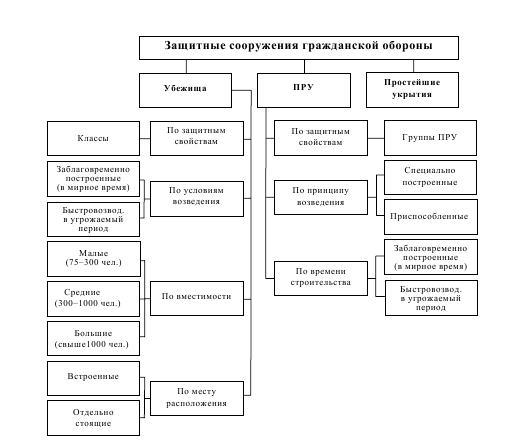 Защитные сооружения гражданской обороны
Убежища
ПРУ
Простейшие
укрытия
Классы
По защитным
свойствам
Заблаговременно
построенные
(в мирное время)
Быстровозвод.
в угрожаемый
период
По условиям
возведения
Малые
(75–300 чел.)
Средние
(300–1000 чел.)
Большие
(свыше1000 чел.)
По вместимости
Встроенные
Отдельно
стоящие
По месту
расположения
По защитным
свойствам
Группы ПРУ
По принципу
возведения
Специально
построенные
Приспособленные
По времени
строительства
Заблаговременно
построенные
(в мирное время)
Быстровозвод.
в угрожаемый
период